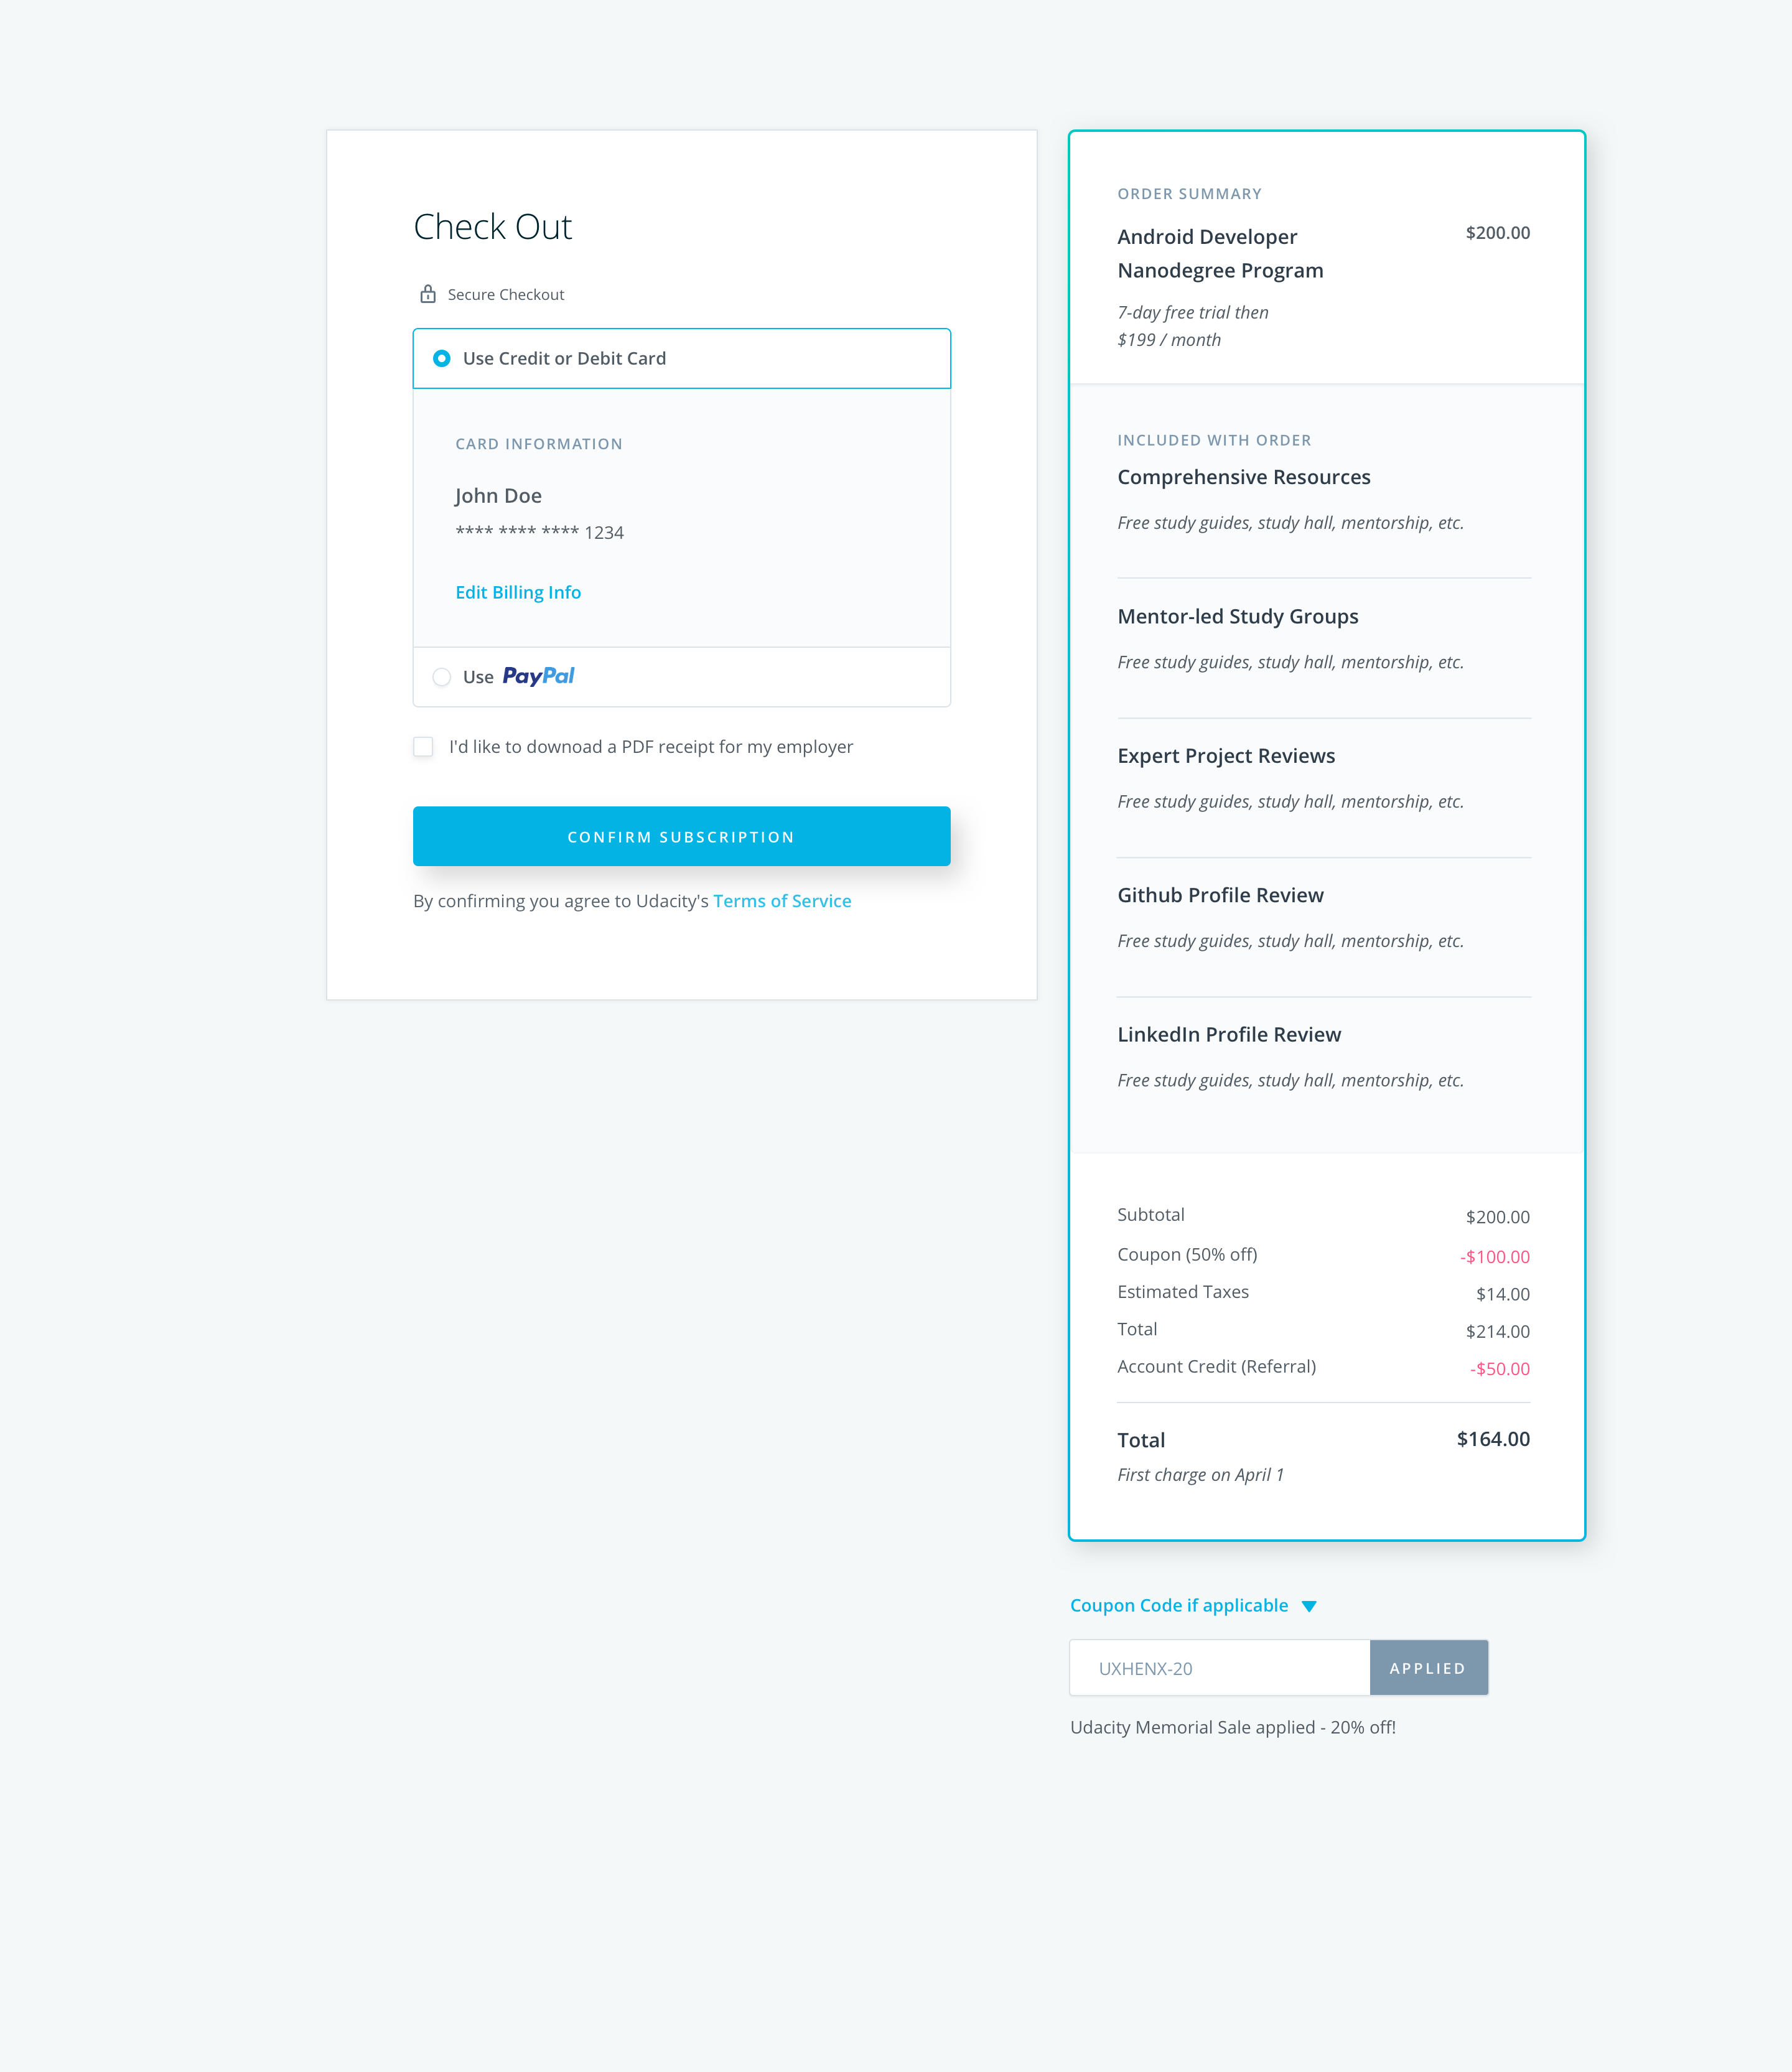 Check Out
Secure Checkout
Use Credit or Debit Card
CARD INFORMATION
John Doe
**** **** **** 1234
Edit Billing Info
Use PayPal
I'd like to downoad a PDF receipt for my employer
CONFIRM SUBSCRIPTION
By confirming you agree to Udacity's Terms of Service
ORDER SUMMARY
Android Developer $200.00
Nanodegree Program
7-day free trial then
$199 / month
INCLUDED WITH ORDER
Comprehensive Resources
Free study guides, study hall, mentorship, etc.
Mentor-led Study Groups
Free study guides, study hall, mentorship, etc.
Expert Project Reviews
Free study guides, study hall, mentorship, etc.
Github Profile Review
Free study guides, study hall, mentorship, etc.
LinkedIn Profile Review
Free study guides, study hall, mentorship, etc.
Subtotal $200.00
Coupon (50% off) -$100.00
Estimated Taxes $14.00
Total $214.00
Account Credit (Referral) -$50.00
Total $164.00
First charge on April 1
Coupon Code if applicable
UXHENX-20 APPLIED
Udacity Memorial Sale applied - 20% off!